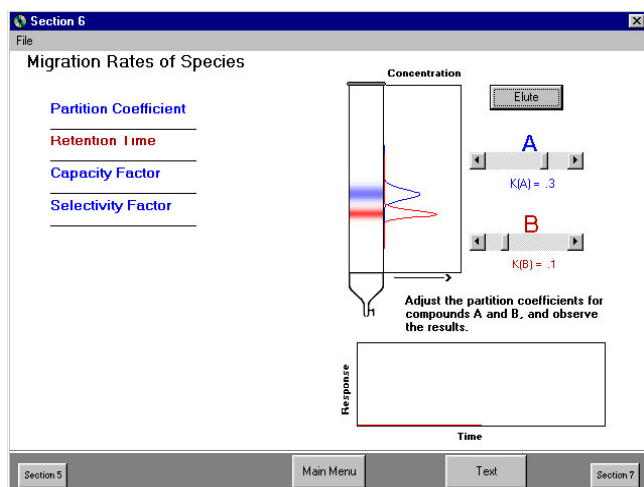 Section 6
File
Migration Rates of Species
Partition Coefficient
Retention Time
Capacity Factor
Selectivity Factor
Concentration
Elute
A
K(A) = .3
B
K(B) = .1
Adjust the partition coefficients for
compounds A and B, and observe
the results.
Response
Time
Section 5
Main Menu
Text
Section 7